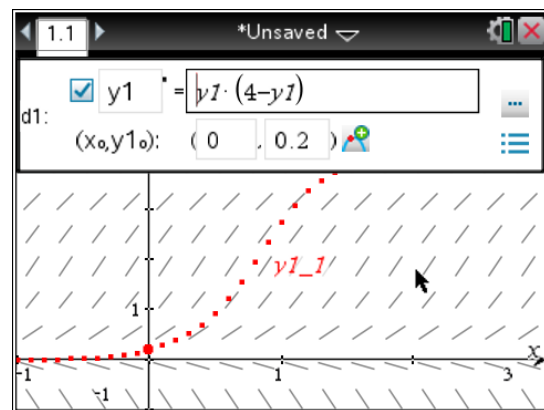 1.1 *Unsaved
y1 ' = y1·(4−y1)
d1:
(x₀,y1₀): ( 0 , 0.2 )
...
y1_1
1
x
-1 1 3
-1